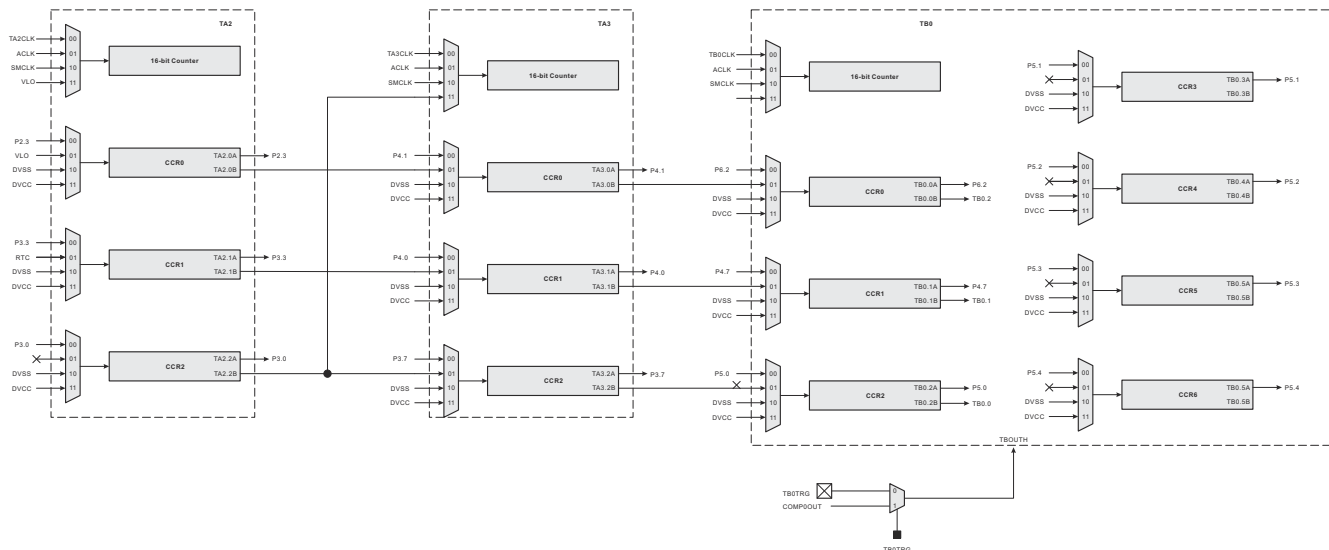 TA2
TA2CLK
ACLK
SMCLK
VLO
00
01
10
11
16-bit Counter
P2.3
VLO
DVSS
DVCC
00
01
10
11
CCR0
TA2.0A
TA2.0B
P2.3
P3.3
RTC
DVSS
DVCC
00
01
10
11
CCR1
TA2.1A
TA2.1B
P3.3
P3.0
DVSS
DVCC
00
01
10
11
CCR2
TA2.2A
TA2.2B
P3.0
TA3
TA3CLK
ACLK
SMCLK
00
01
10
11
16-bit Counter
P4.1
DVSS
DVCC
00
01
10
11
CCR0
TA3.0A
TA3.0B
P4.1
P4.0
DVSS
DVCC
00
01
10
11
CCR1
TA3.1A
TA3.1B
P4.0
P3.7
DVSS
DVCC
00
01
10
11
CCR2
TA3.2A
TA3.2B
P3.7
TB0
TB0CLK
ACLK
SMCLK
00
01
10
11
16-bit Counter
P6.2
DVSS
DVCC
00
01
10
11
CCR0
TB0.0A
TB0.0B
P6.2
TB0.2
P4.7
DVSS
DVCC
00
01
10
11
CCR1
TB0.1A
TB0.1B
P4.7
TB0.1
P5.0
DVSS
DVCC
00
01
10
11
CCR2
TB0.2A
TB0.2B
P5.0
TB0.0
P5.1
DVSS
DVCC
00
01
10
11
CCR3
TB0.3A
TB0.3B
P5.1
P5.2
DVSS
DVCC
00
01
10
11
CCR4
TB0.4A
TB0.4B
P5.2
P5.3
DVSS
DVCC
00
01
10
11
CCR5
TB0.5A
TB0.5B
P5.3
P5.4
DVSS
DVCC
00
01
10
11
CCR6
TB0.5A
TB0.5B
P5.4
TBOUTH
TB0TRG
COMP0OUT
0
1
TB0TRG